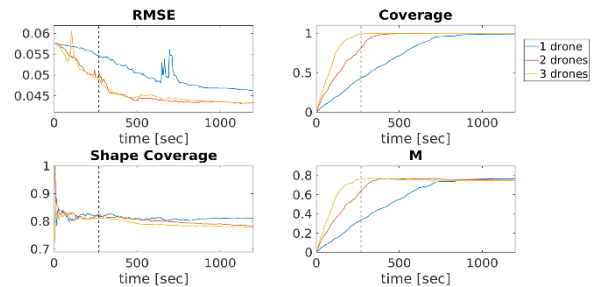 RMSE
0.06
0.055
0.05
0.045
0 500 1000
time [sec]
Coverage
1
0.5
0
0 500 1000
time [sec]
1 drone
2 drones
3 drones
Shape Coverage
1
0.9
0.8
0.7
0 500 1000
time [sec]
M
0.8
0.6
0.4
0.2
0
0 500 1000
time [sec]